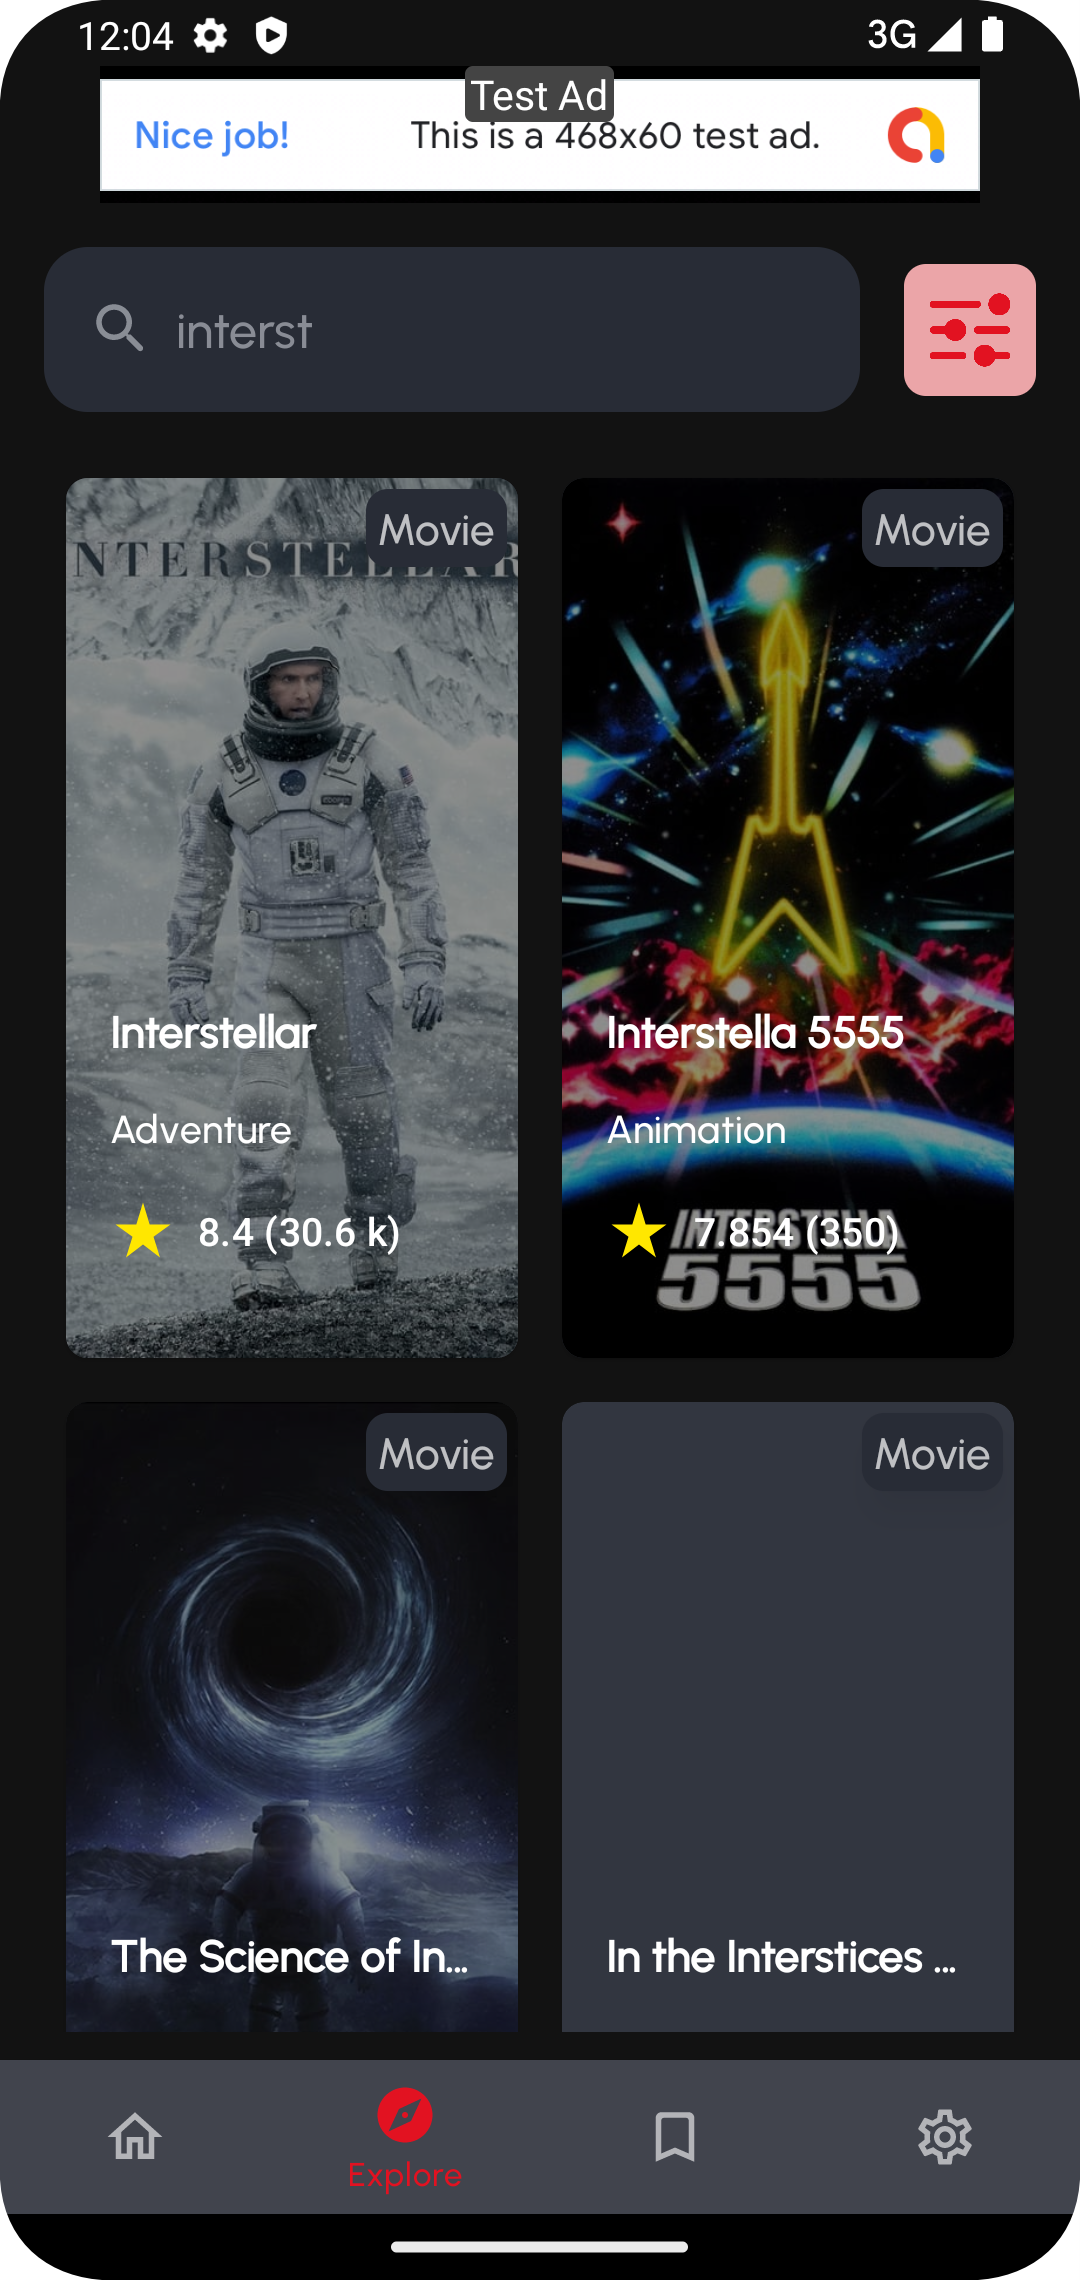 12:04
3G
Test Ad
Nice job!
This is a 468x60 test ad.
interst
Movie
NTERSTELLAR
Interstellar
Adventure
8.4 (30.6 k)
Movie
Interstella 5555
Animation
7.854 (350)
INTERSTELLA
5555
Movie
The Science of In...
Movie
In the Interstices ...
Explore